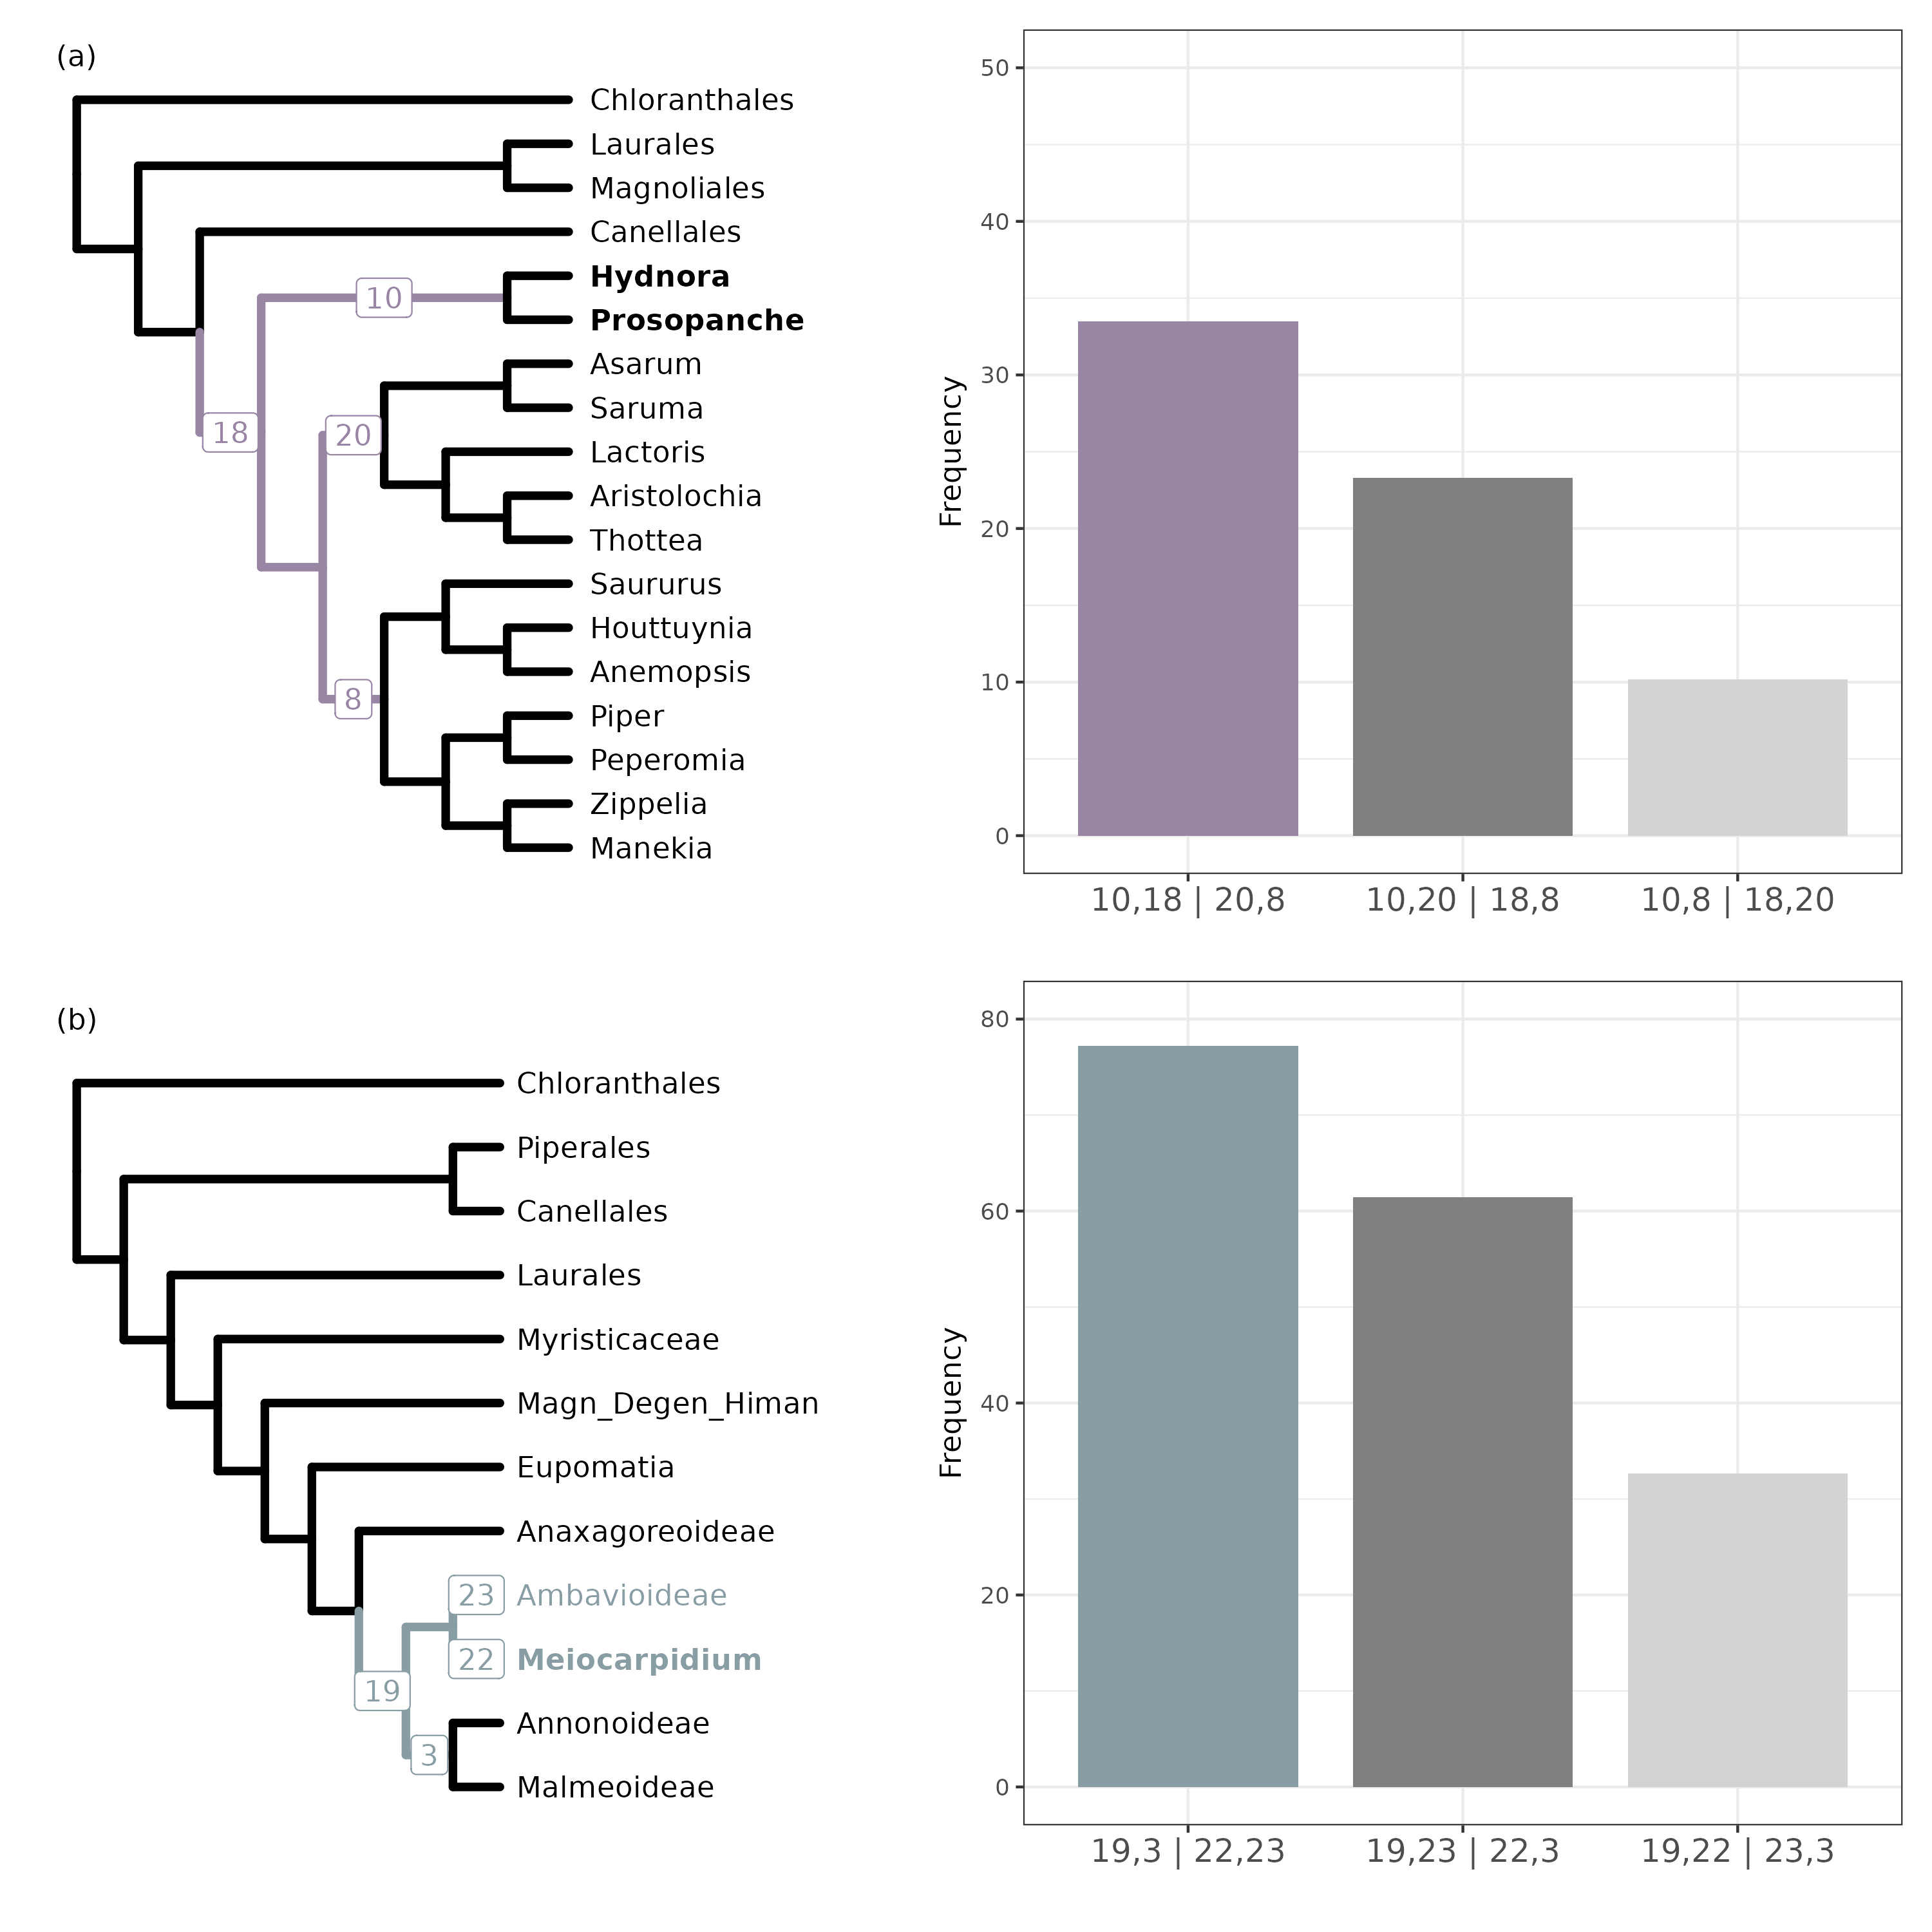 (a)
Chloranthales
Laurales
Magnoliales
Canellales
Hydnora
10
Prosopanche
Asarum
Saruma
18
20
Lactoris
Aristolochia
Thottea
Saururus
Houttuynia
Anemopsis
8
Piper
Peperomia
Zippelia
Manekia
Frequency
50
40
30
20
10
0
10,18 | 20,8
10,20 | 18,8
10,8 | 18,20
(b)
Chloranthales
Piperales
Canellales
Laurales
Myristicaceae
Magn_Degen_Himan
Eupomatia
Anaxagoreoideae
23 Ambavioideae
22 Meiocarpidium
19
Annonoideae
3
Malmeoideae
Frequency
80
60
40
20
0
19,3 | 22,23
19,23 | 22,3
19,22 | 23,3